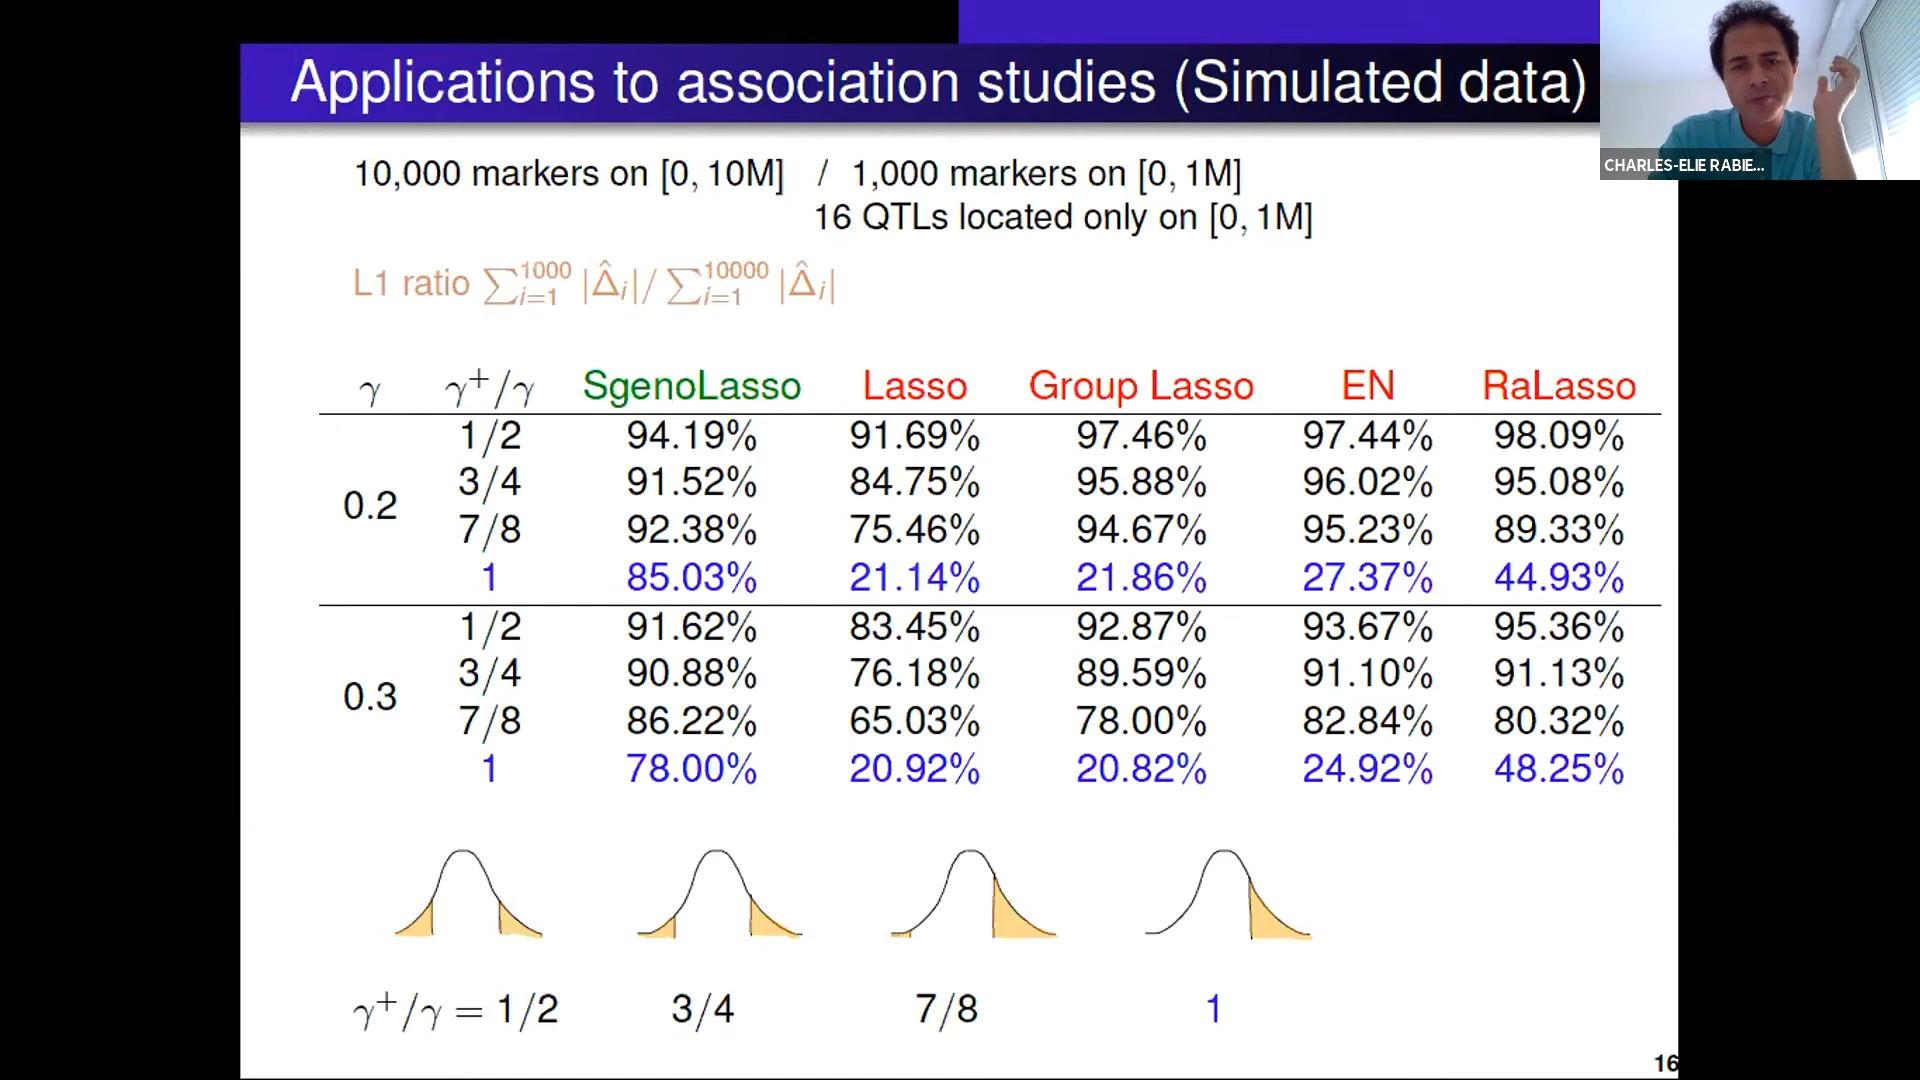 Applications to association studies (Simulated data)
CHARLES-ELIE RABIE...
10,000 markers on [0, 10M] / 1,000 markers on [0, 1M]
16 QTLs located only on [0, 1M]
L1 ratio ∑_{i=1}^{1000} |Δ̂_i| / ∑_{i=1}^{10000} |Δ̂_i|
γ γ⁺/γ SgenoLasso Lasso Group Lasso EN RaLasso
1/2 94.19% 91.69% 97.46% 97.44% 98.09%
3/4 91.52% 84.75% 95.88% 96.02% 95.08%
0.2
7/8 92.38% 75.46% 94.67% 95.23% 89.33%
1 85.03% 21.14% 21.86% 27.37% 44.93%
1/2 91.62% 83.45% 92.87% 93.67% 95.36%
3/4 90.88% 76.18% 89.59% 91.10% 91.13%
0.3
7/8 86.22% 65.03% 78.00% 82.84% 80.32%
1 78.00% 20.92% 20.82% 24.92% 48.25%
γ⁺/γ = 1/2 3/4 7/8 1
16